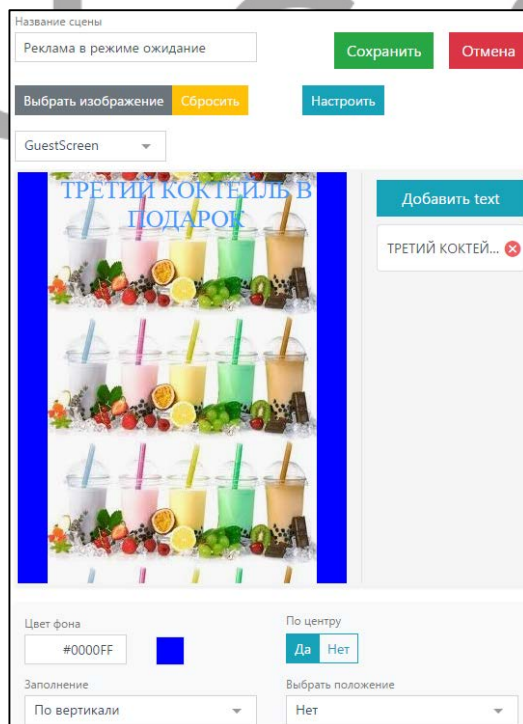 Название сцены
Реклама в режиме ожидание
Сохранить
Отмена
Выбрать изображение
Сбросить
Настроить
GuestScreen
ТРЕТИЙ КОКТЕЙЛЬ В
ПОДАРОК
Добавить text
ТРЕТИЙ КОКТЕЙ...
Цвет фона
#0000FF
По центру
Да
Нет
Заполнение
По вертикали
Выбрать положение
Нет